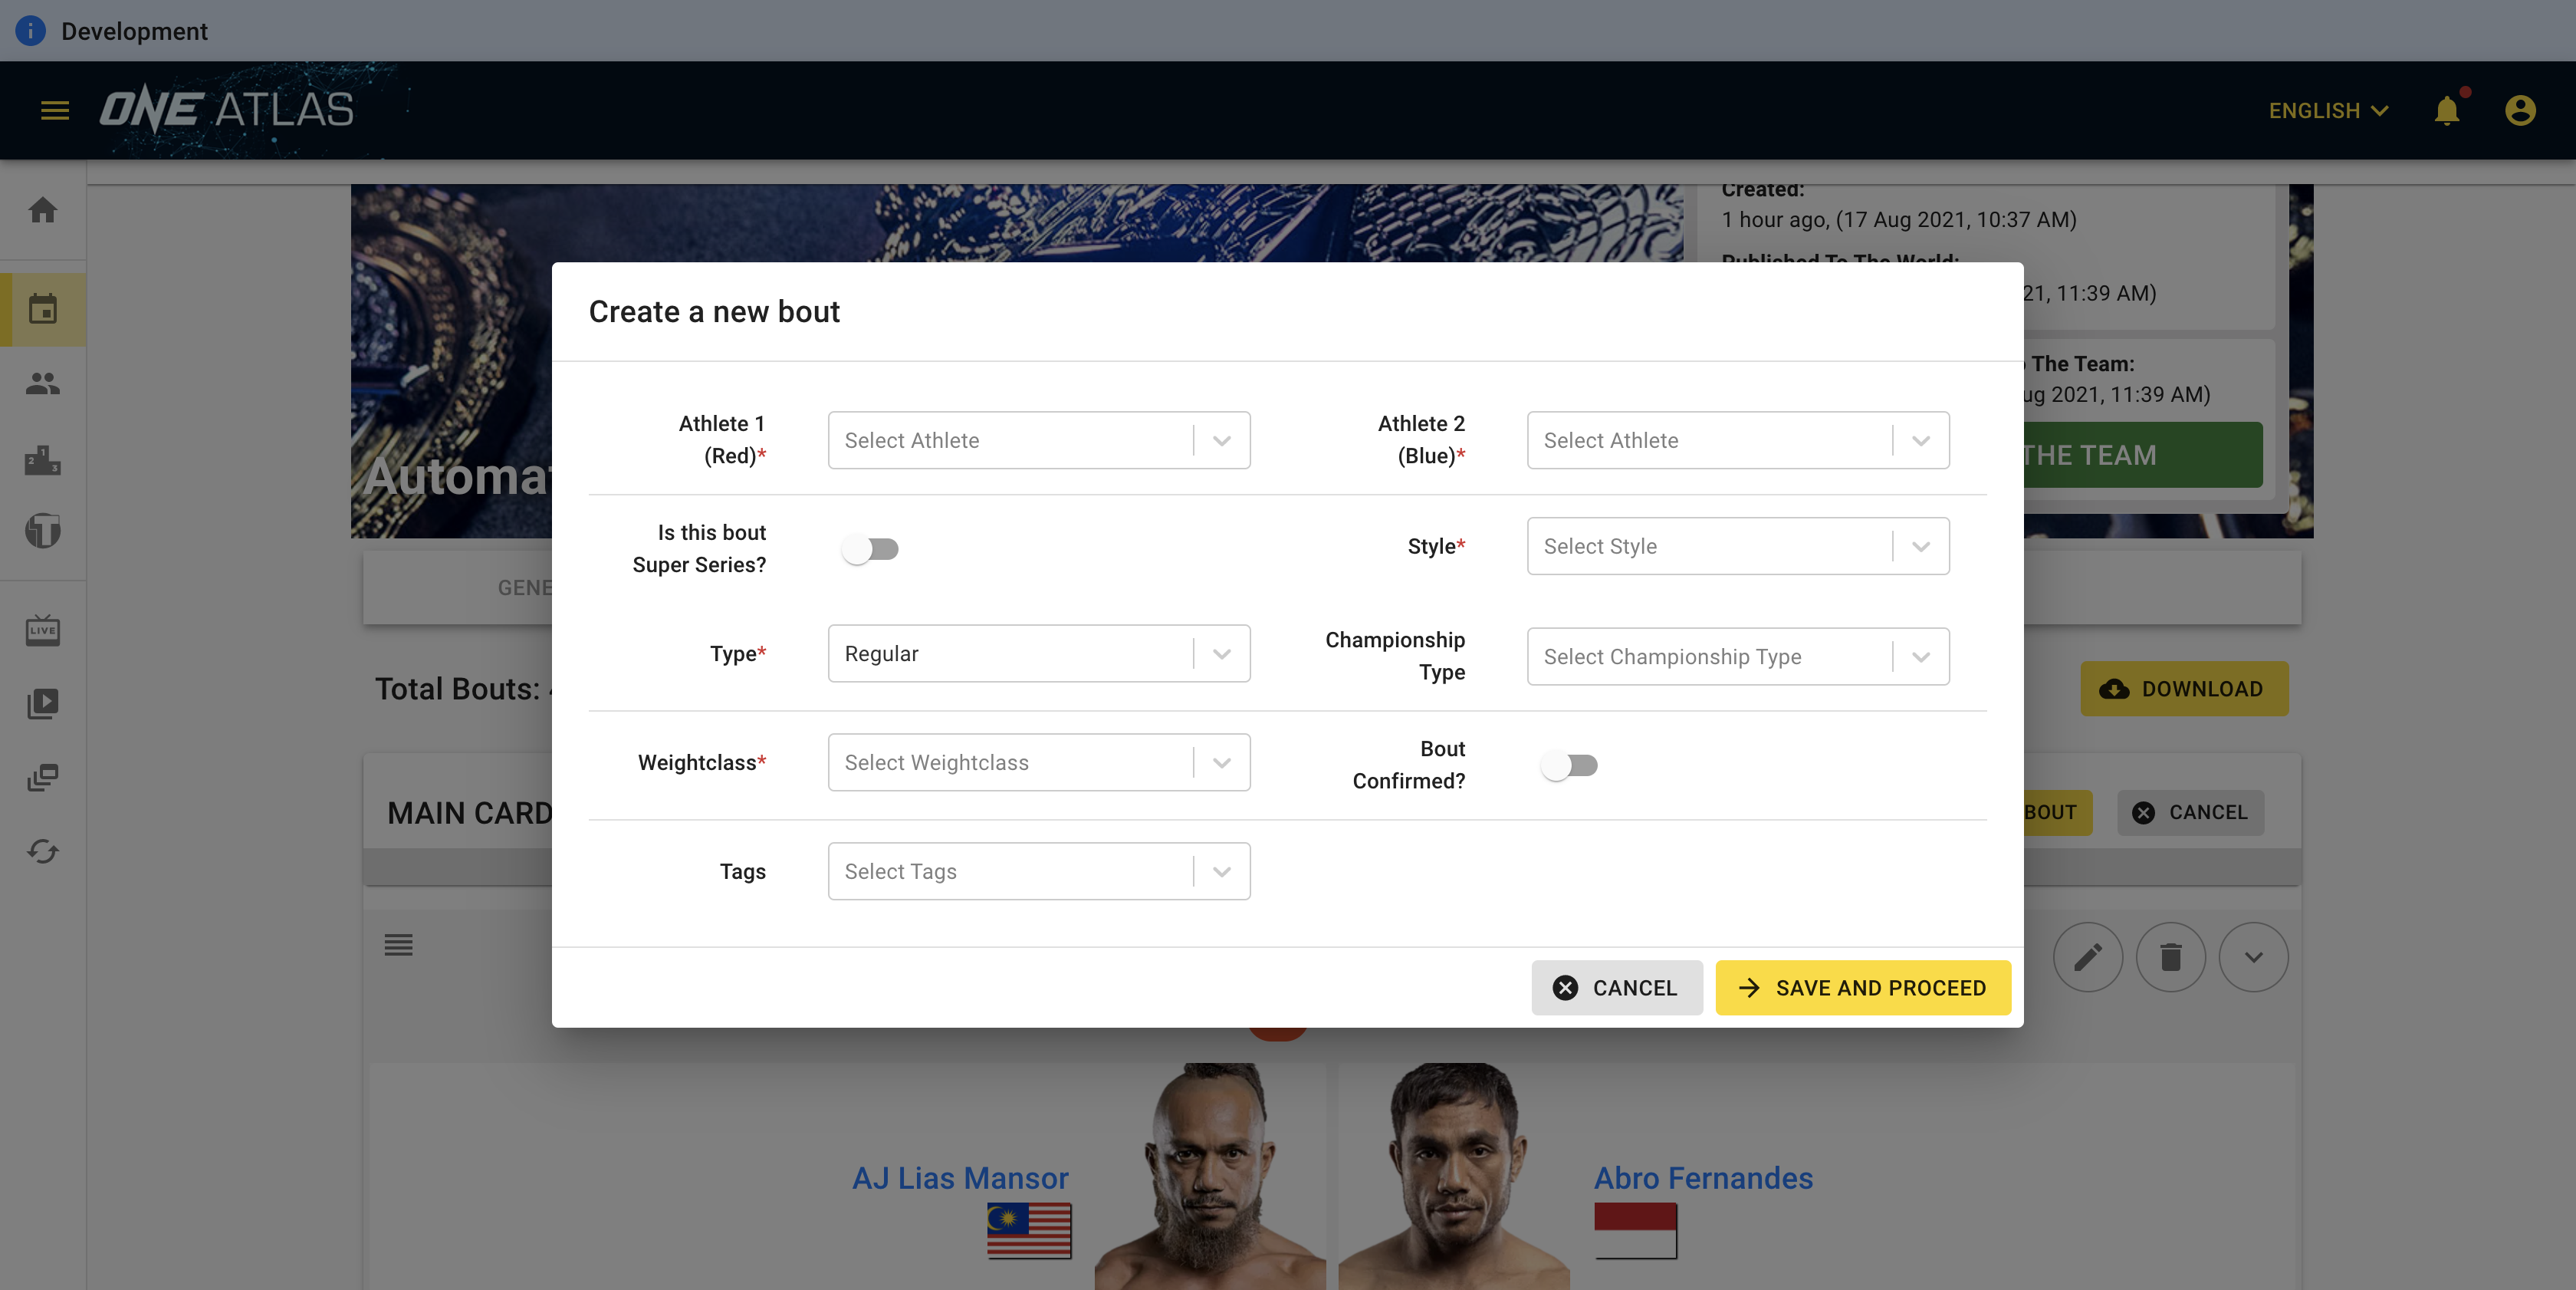 Development
ONE ATLAS
ENGLISH
Created:
1 hour ago, (17 Aug 2021, 10:37 AM)
Published To The World:
21, 11:39 AM)
The Team:
ug 2021, 11:39 AM)
THE TEAM
Automat
GENE
Total Bouts:
DOWNLOAD
MAIN CARD
BOUT
CANCEL
LIVE
Create a new bout
Athlete 1
(Red)*
Select Athlete
Athlete 2
(Blue)*
Select Athlete
Is this bout
Super Series?
Style*
Select Style
Type*
Regular
Championship
Type
Select Championship Type
Weightclass*
Select Weightclass
Bout
Confirmed?
Tags
Select Tags
CANCEL
SAVE AND PROCEED
AJ Lias Mansor
Abro Fernandes